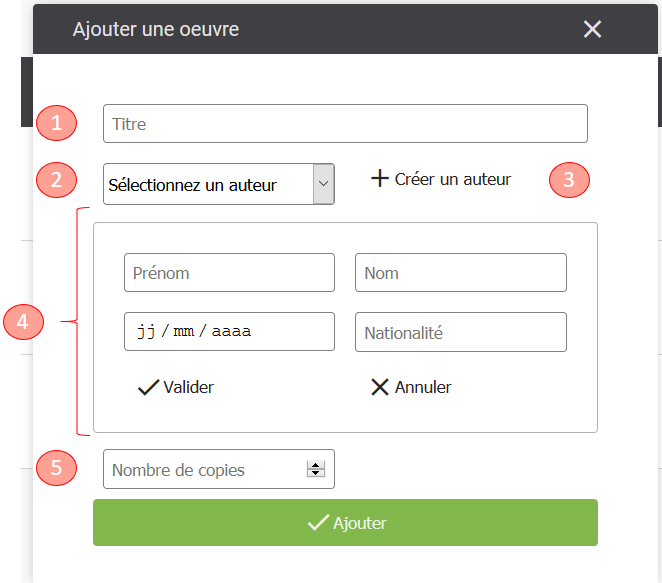 Ajouter une oeuvre
1 Titre
2 Sélectionnez un auteur Créer un auteur 3
4
Prénom Nom
jj / mm / aaaa Nationalité
Valider Annuler
5 Nombre de copies
Ajouter